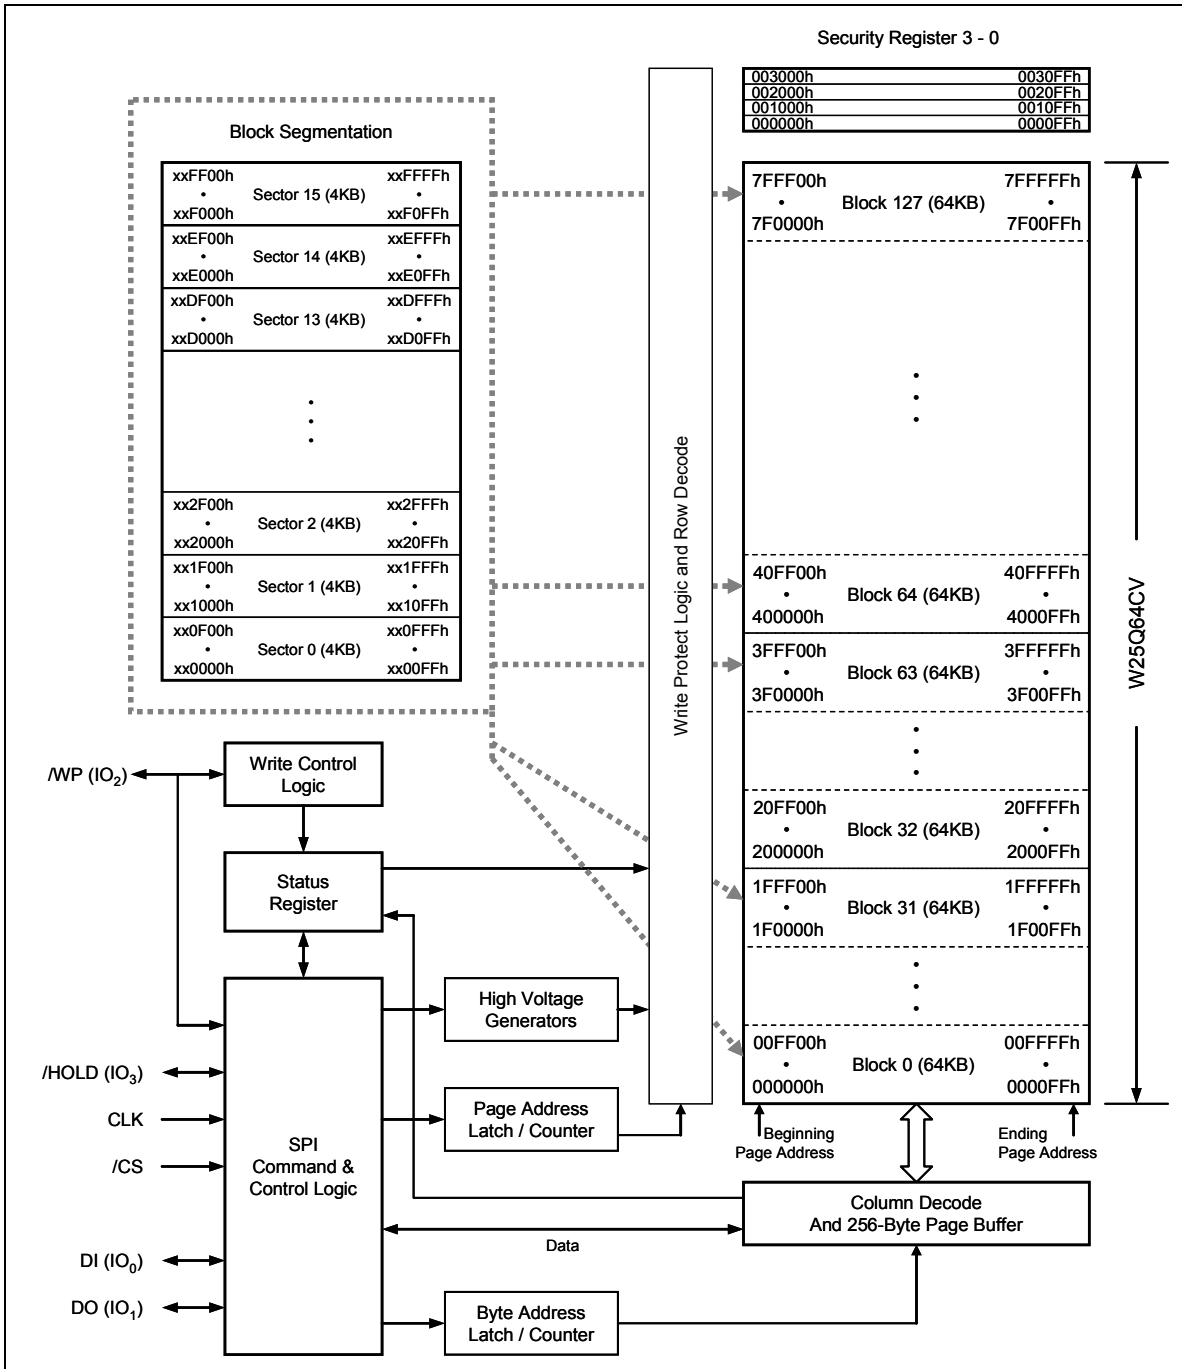 Security Register 3 - 0
003000h 0030FFh
002000h 0020FFh
001000h 0010FFh
000000h 0000FFh
Block Segmentation
xxFF00h xxFFFFh
• Sector 15 (4KB) •
xxF000h xxF0FFh
xxEF00h xxEFFFh
• Sector 14 (4KB) •
xxE000h xxE0FFh
xxDF00h xxDFFFh
• Sector 13 (4KB) •
xxD000h xxD0FFh
xx2F00h xx2FFFh
• Sector 2 (4KB) •
xx2000h xx20FFh
xx1F00h xx1FFFh
• Sector 1 (4KB) •
xx1000h xx10FFh
xx0F00h xx0FFFh
• Sector 0 (4KB) •
xx0000h xx00FFh
Write Protect Logic and Row Decode
7FFF00h 7FFFFFh
• Block 127 (64KB) •
7F0000h 7F00FFh
40FF00h 40FFFFh
• Block 64 (64KB) •
400000h 4000FFh
3FFF00h 3FFFFFh
• Block 63 (64KB) •
3F0000h 3F00FFh
20FF00h 20FFFFh
• Block 32 (64KB) •
200000h 2000FFh
1FFF00h 1FFFFFh
• Block 31 (64KB) •
1F0000h 1F00FFh
00FF00h 00FFFFh
• Block 0 (64KB) •
000000h 0000FFh
W25Q64CV
Beginning
Page Address
Ending
Page Address
/WP (IO2)
Write Control
Logic
Status
Register
High Voltage
Generators
/HOLD (IO3)
CLK
/CS
DI (IO0)
DO (IO1)
SPI
Command &
Control Logic
Page Address
Latch / Counter
Column Decode
And 256-Byte Page Buffer
Data
Byte Address
Latch / Counter